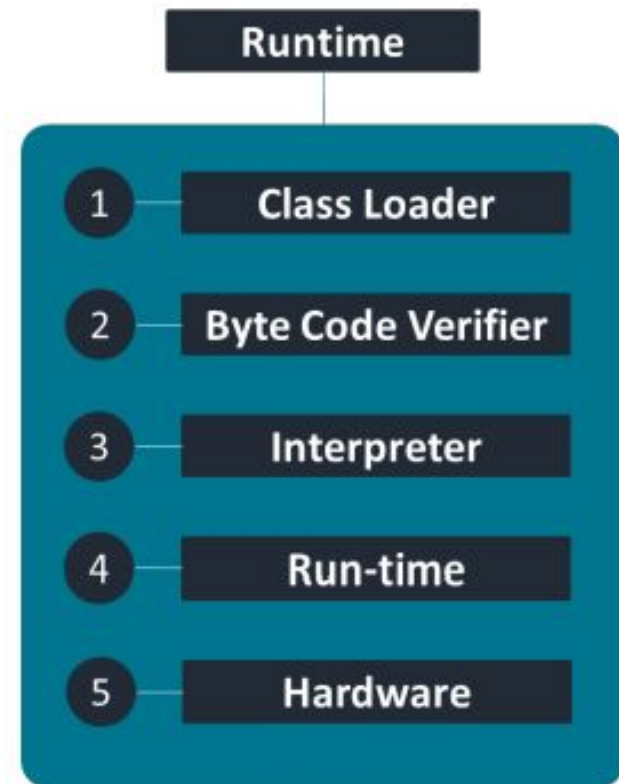 Runtime
1 Class Loader
2 Byte Code Verifier
3 Interpreter
4 Run-time
5 Hardware